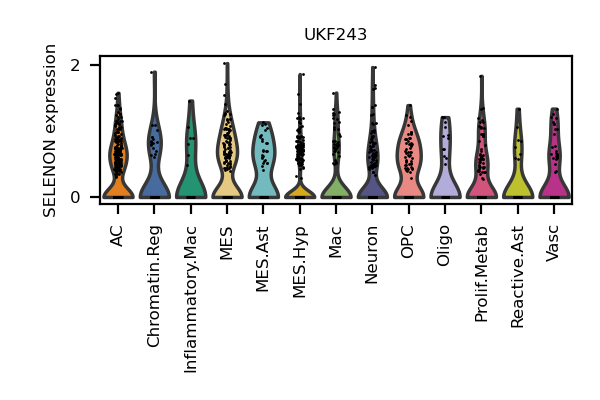 UKF243
SELENON expression
2
0
AC
Chromatin.Reg
Inflammatory.Mac
MES
MES.Ast
MES.Hyp
Mac
Neuron
OPC
Oligo
Prolif.Metab
Reactive.Ast
Vasc